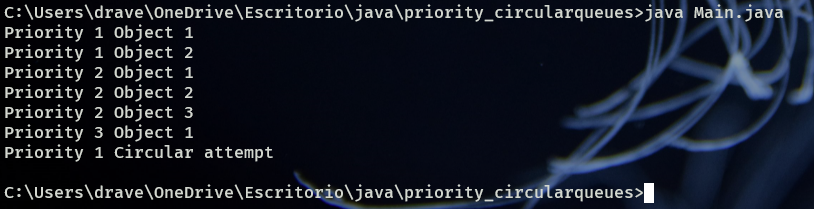 C:\Users\drave\OneDrive\Escritorio\java\priority_circularqueues>java Main.java
Priority 1 Object 1
Priority 1 Object 2
Priority 2 Object 1
Priority 2 Object 2
Priority 2 Object 3
Priority 3 Object 1
Priority 1 Circular attempt
C:\Users\drave\OneDrive\Escritorio\java\priority_circularqueues>